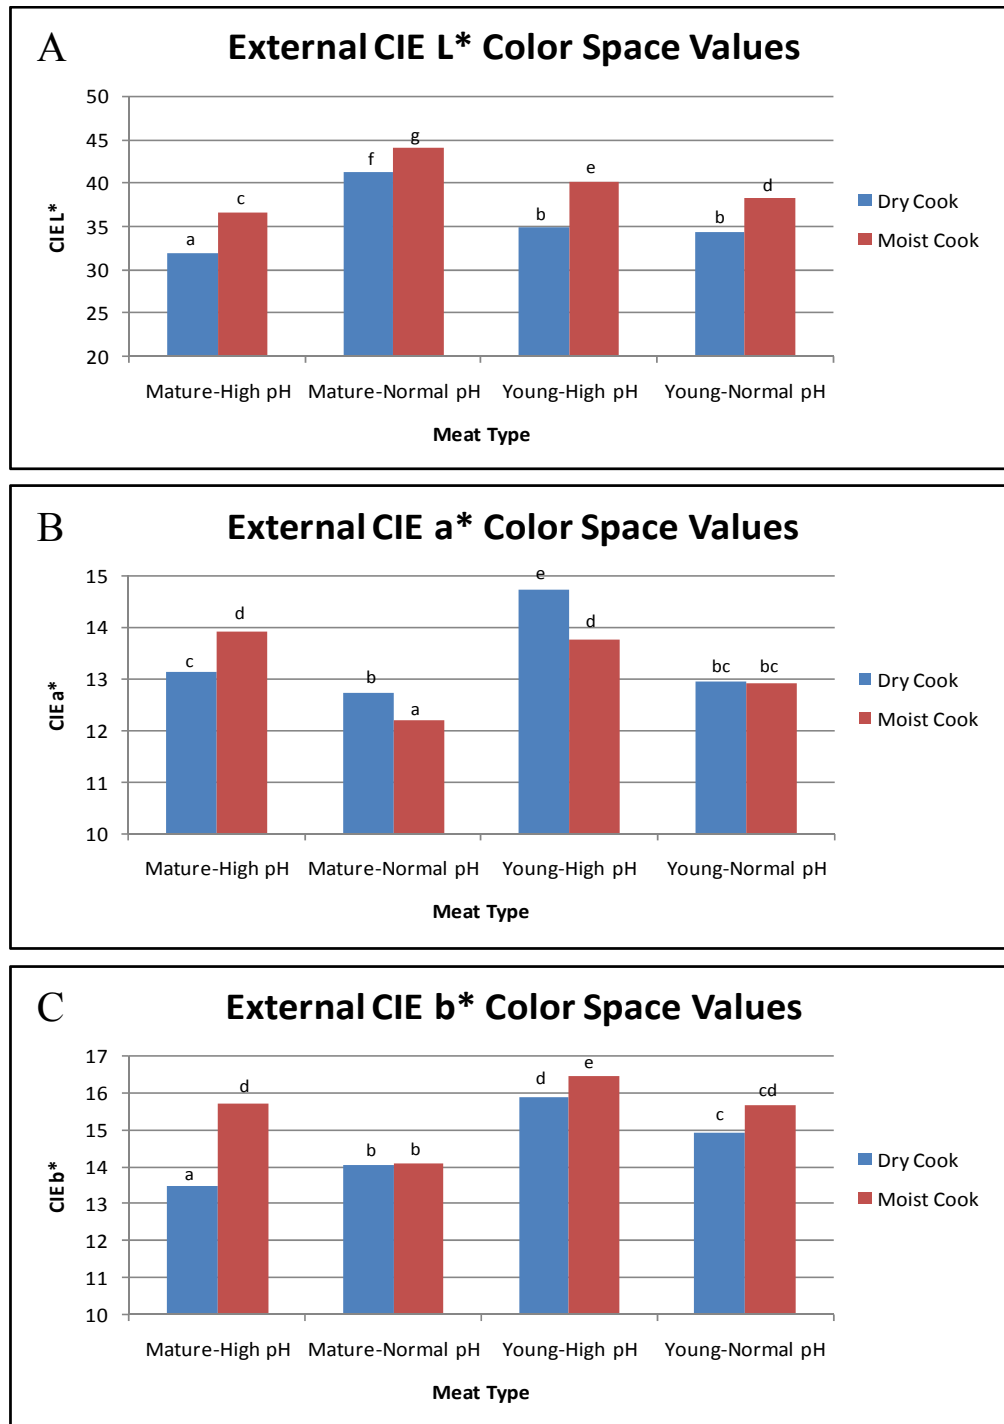 A
External CIE L* Color Space Values
50
45
40
35
30
25
20
CIE L*
a
c
f
g
b
e
b
d
Mature-High pH
Mature-Normal pH
Young-High pH
Young-Normal pH
Meat Type
Dry Cook
Moist Cook
B
External CIE a* Color Space Values
15
14
13
12
11
10
CIE a*
c
d
b
a
e
d
bc
bc
Mature-High pH
Mature-Normal pH
Young-High pH
Young-Normal pH
Meat Type
Dry Cook
Moist Cook
C
External CIE b* Color Space Values
17
16
15
14
13
12
11
10
CIE b*
a
d
b
b
d
e
c
cd
Mature-High pH
Mature-Normal pH
Young-High pH
Young-Normal pH
Meat Type
Dry Cook
Moist Cook